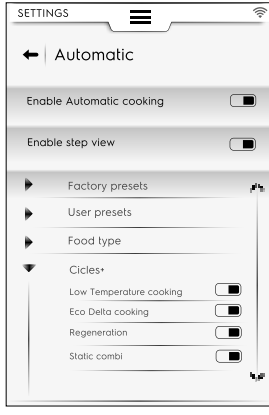 SETTINGS
Automatic
Enable Automatic cooking
Enable step view
Factory presets
User presets
Food type
Cicles+
Low Temperature cooking
Eco Delta cooking
Regeneration
Static combi